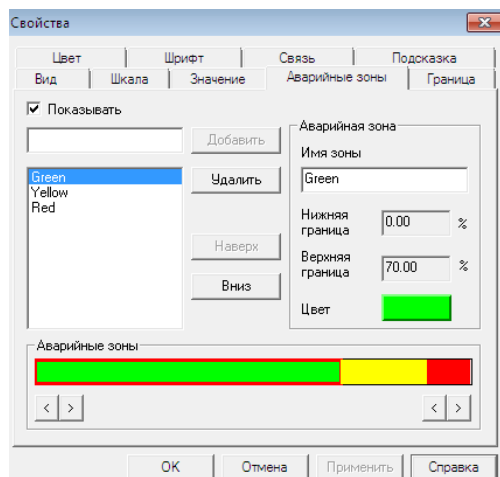 Свойства
Цвет Шрифт Связь Подсказка
Вид Шкала Значение Аварийные зоны Граница
Показывать
Добавить
Green
Yellow
Red
Удалить
Наверх
Вниз
Аварийная зона
Имя зоны
Green
Нижняя граница 0.00 %
Верхняя граница 70.00 %
Цвет
Аварийные зоны
< > < >
OK Отмена Применить Справка